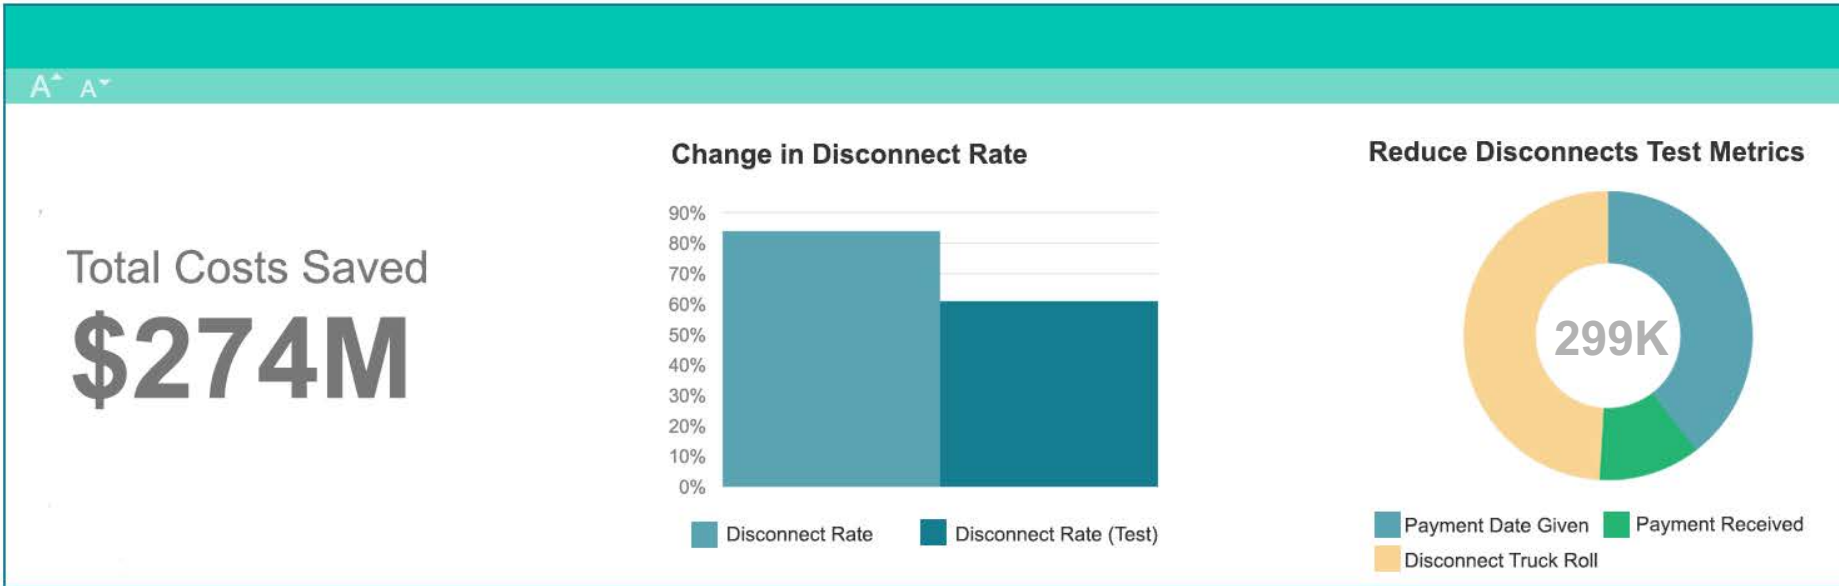 A A
Total Costs Saved
$274M
Change in Disconnect Rate
90%
80%
70%
60%
50%
40%
30%
20%
10%
0%
Disconnect Rate Disconnect Rate (Test)
Reduce Disconnects Test Metrics
299K
Payment Date Given Payment Received
Disconnect Truck Roll